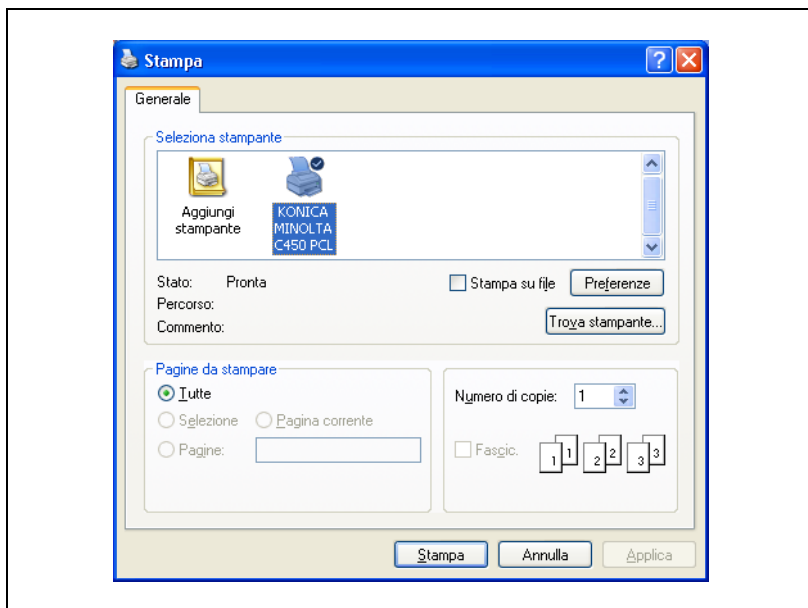 Stampa
Generale
Seleziona stampante
Aggiungi
stampante
KONICA
MINOLTA
C450 PCL
Stato: Pronta
Percorso:
Commento:
Stampa su file
Preferenze
Trova stampante...
Pagine da stampare
Tutte
Selezione
Pagina corrente
Pagine:
Numero di copie: 1
Fascic.
1 1 2 2 3 3
Stampa
Annulla
Applica